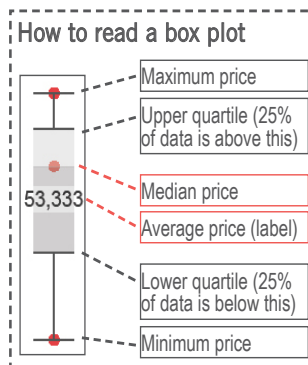 How to read a box plot
Maximum price
Upper quartile (25%
of data is above this)
Median price
53,333
Average price (label)
Lower quartile (25%
of data is below this)
Minimum price